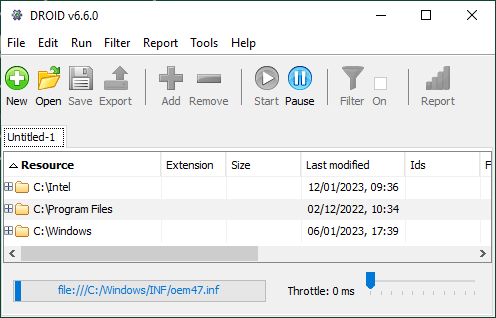 DROID v6.6.0
File Edit Run Filter Report Tools Help
New Open Save Export Add Remove Start Pause Filter On Report
Untitled-1
Resource Extension Size Last modified Ids F
C:\Intel 12/01/2023, 09:36
C:\Program Files 02/12/2022, 10:34
C:\Windows 06/01/2023, 17:39
file:///C:/Windows/INF/oem47.inf Throttle: 0 ms